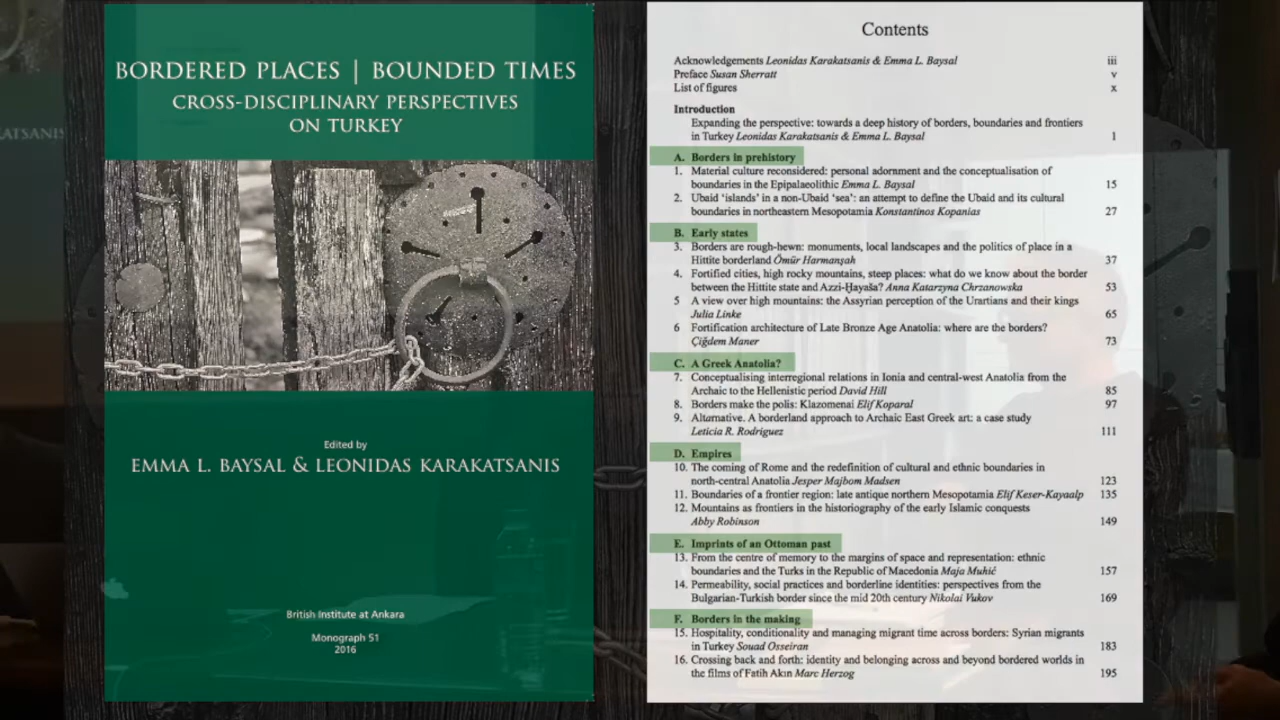 BORDERED PLACES | BOUNDED TIMES
CROSS-DISCIPLINARY PERSPECTIVES
ON TURKEY
Edited by
EMMA L. BAYSAL & LEONIDAS KARAKATSANIS
British Institute at Ankara
Monograph 51
2016
Contents
Acknowledgements Leonidas Karakatsanis & Emma L. Baysal iii
Preface Susan Sherratt v
List of figures x
Introduction
Expanding the perspective: towards a deep history of borders, boundaries and frontiers
in Turkey Leonidas Karakatsanis & Emma L. Baysal 1
A. Borders in prehistory
1. Material culture reconsidered: personal adornment and the conceptualisation of
boundaries in the Epipalaeolithic Emma L. Baysal 15
2. Ubaid ‘islands’ in a non-Ubaid ‘sea’: an attempt to define the Ubaid and its cultural
boundaries in northeastern Mesopotamia Konstantinos Kopanias 27
B. Early states
3. Borders are rough-hewn: monuments, local landscapes and the politics of place in a
Hittite borderland Ömür Harmanşah 37
4. Fortified cities, high rocky mountains, steep places: what do we know about the border
between the Hittite state and Azzi-Ḫayaša? Anna Katarzyna Chrzanowska 53
5 A view over high mountains: the Assyrian perception of the Urartians and their kings
Julia Linke 65
6 Fortification architecture of Late Bronze Age Anatolia: where are the borders?
Çiğdem Maner 73
C. A Greek Anatolia?
7. Conceptualising interregional relations in Ionia and central-west Anatolia from the
Archaic to the Hellenistic period David Hill 85
8. Borders make the polis: Klazomenai Elif Koparal 97
9. Alternative. A borderland approach to Archaic East Greek art: a case study
Leticia R. Rodriguez 111
D. Empires
10. The coming of Rome and the redefinition of cultural and ethnic boundaries in
north-central Anatolia Jesper Majbom Madsen 123
11. Boundaries of a frontier region: late antique northern Mesopotamia Elif Keser-Kayaalp 135
12. Mountains as frontiers in the historiography of the early Islamic conquests
Abby Robinson 149
E. Imprints of an Ottoman past
13. From the centre of memory to the margins of space and representation: ethnic
boundaries and the Turks in the Republic of Macedonia Maja Muhić 157
14. Permeability, social practices and borderline identities: perspectives from the
Bulgarian-Turkish border since the mid 20th century Nikolai Vukov 169
F. Borders in the making
15. Hospitality, conditionality and managing migrant time across borders: Syrian migrants
in Turkey Souad Osseiran 183
16. Crossing back and forth: identity and belonging across and beyond bordered worlds in
the films of Fatih Akın Marc Herzog 195